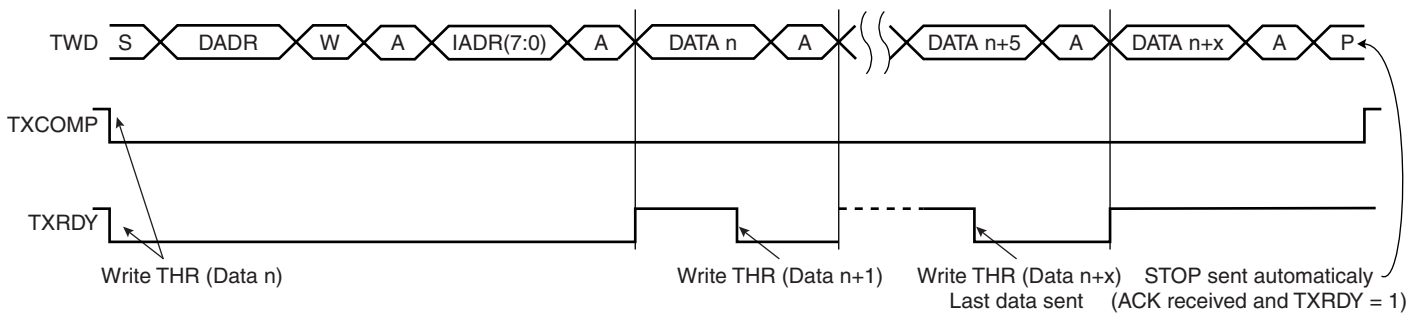 TWD S DADR W A IADR(7:0) A DATA n A DATA n+5 A DATA n+x A P
TXCOMP
TXRDY
Write THR (Data n) Write THR (Data n+1) Write THR (Data n+x) STOP sent automaticaly
Last data sent (ACK received and TXRDY = 1)